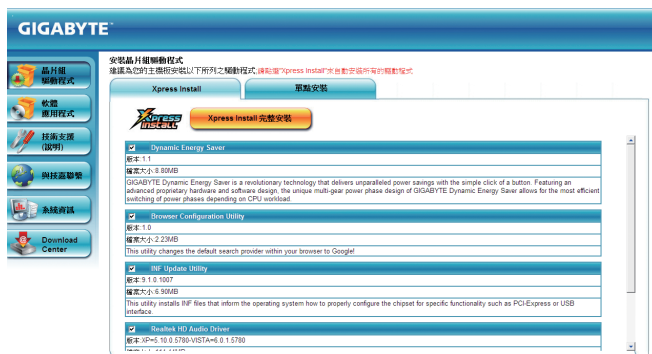 GIGABYTE™
安裝晶片組驅動程式
建議為您的主機板安裝以下所列之驅動程式;請點選"Xpress Install"來自動安裝所有的驅動程式
Xpress Install
單點安裝
晶片組
驅動程式
軟體
應用程式
技術支援
(說明)
與技嘉聯繫
系統資訊
Download
Center
Xpress
INSTALL
Xpress Install 完整安裝
Dynamic Energy Saver
版本:1.1
檔案大小:8.80MB
GIGABYTE Dynamic Energy Saver is a revolutionary technology that delivers unparalleled power savings with the simple click of a button. Featuring an
advanced proprietary hardware and software design, the unique multi-gear power phase design of GIGABYTE Dynamic Energy Saver allows for the most efficient
switching of power phases depending on CPU workload.
Browser Configuration Utility
版本:1.0
檔案大小:2.23MB
This utility changes the default search provider within your browser to Google!
INF Update Utility
版本:9.1.0.1007
檔案大小:6.90MB
This utility installs INF files that inform the operating system how to properly configure the chipset for specific functionality such as PCI-Express or USB
interface.
Realtek HD Audio Driver
版本:XP=5.10.0.5780-VISTA=6.0.1.5780